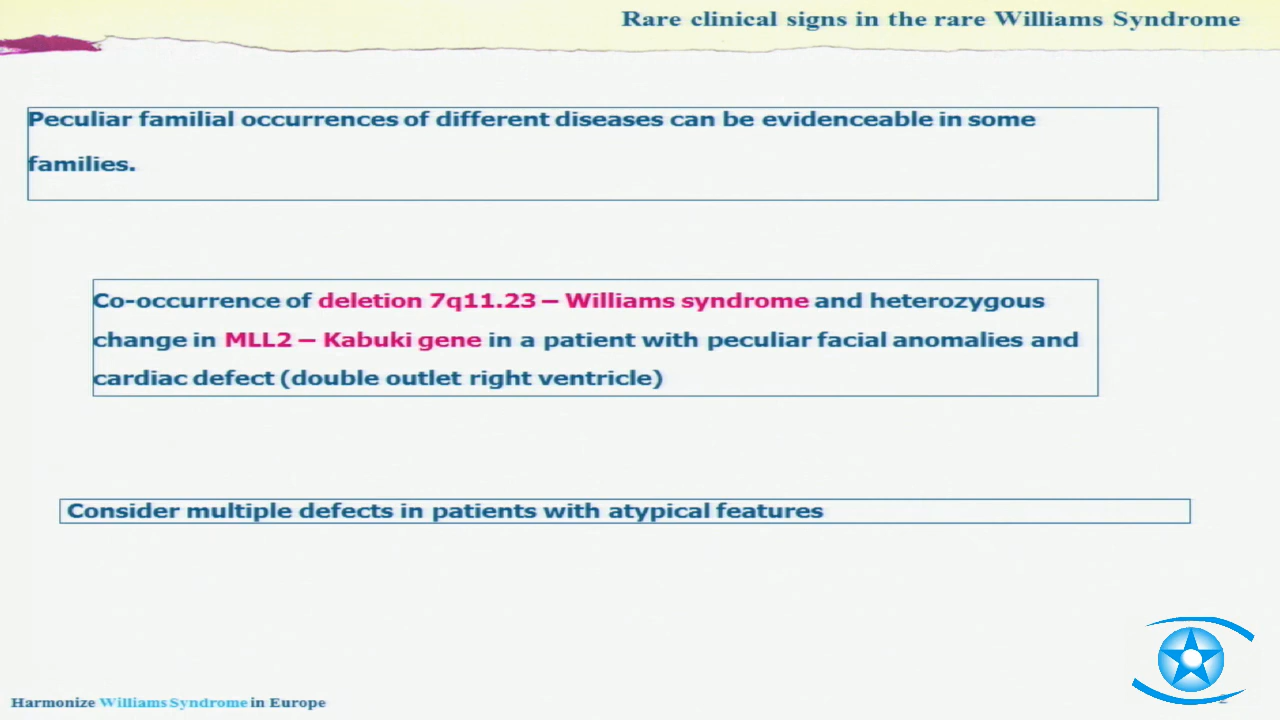 Rare clinical signs in the rare Williams Syndrome
Peculiar familial occurrences of different diseases can be evidenceable in some
families.
Co-occurrence of deletion 7q11.23 – Williams syndrome and heterozygous
change in MLL2 – Kabuki gene in a patient with peculiar facial anomalies and
cardiac defect (double outlet right ventricle)
Consider multiple defects in patients with atypical features
Harmonize Williams Syndrome in Europe